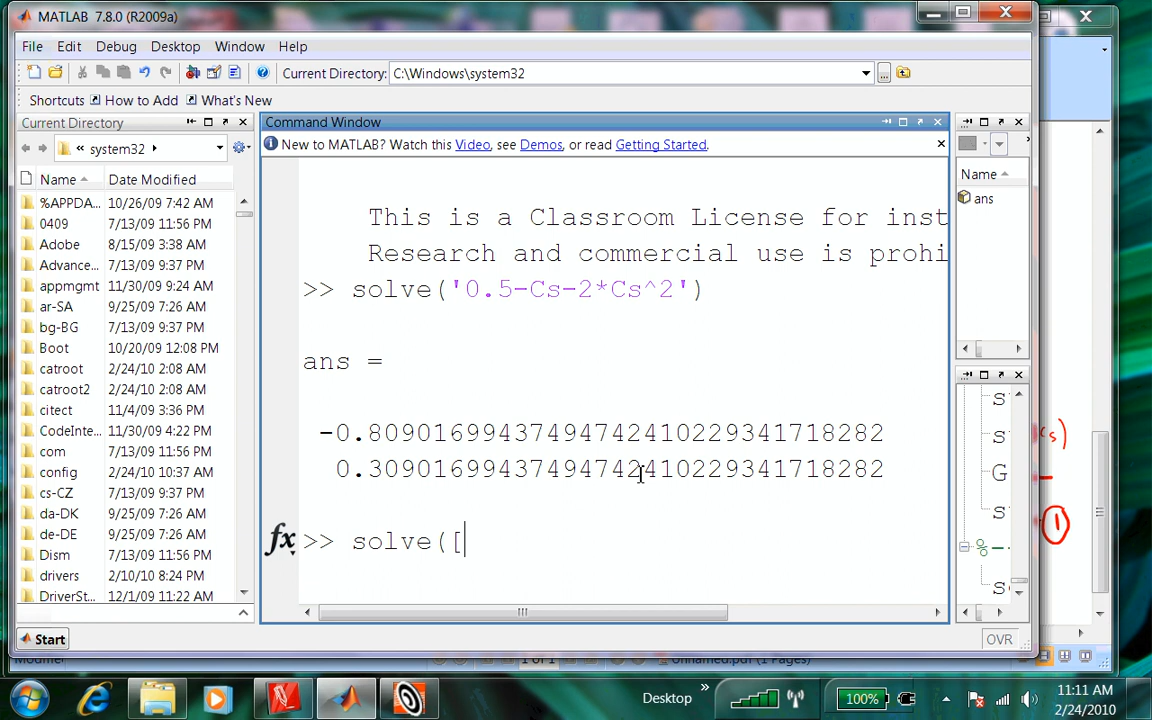 MATLAB 7.8.0 (R2009a)
File Edit Debug Desktop Window Help
Current Directory: C:\Windows\system32
Shortcuts How to Add What's New
Current Directory
Command Window
« system32
New to MATLAB? Watch this Video, see Demos, or read Getting Started.
Name Date Modified
Name
ans
%APPDA... 10/26/09 7:42 AM
0409 7/13/09 11:56 PM
Adobe 8/15/09 3:38 AM
Advance... 7/13/09 9:37 PM
appmgmt 11/30/09 9:24 AM
ar-SA 9/25/09 7:26 AM
bg-BG 7/13/09 9:37 PM
Boot 10/20/09 12:08 PM
catroot 2/24/10 2:08 AM
catroot2 2/24/10 2:08 AM
citect 11/4/09 3:36 PM
CodeInte... 11/30/09 4:22 PM
com 7/13/09 9:37 PM
config 2/24/10 10:37 AM
cs-CZ 7/13/09 9:37 PM
da-DK 9/25/09 7:26 AM
de-DE 9/25/09 7:26 AM
Dism 7/13/09 11:56 PM
drivers 2/10/10 8:24 PM
DriverSt... 12/1/09 11:22 AM
This is a Classroom License for inst
Research and commercial use is prohi
>> solve('0.5-Cs-2*Cs^2')
ans =
-0.80901699437494742410229341718282
0.30901699437494742410229341718282
fx >> solve([
%--
Start
OVR
1 of 1
Unnamed.pdf (1 Pages)
Desktop »
100%
11:11 AM
2/24/2010